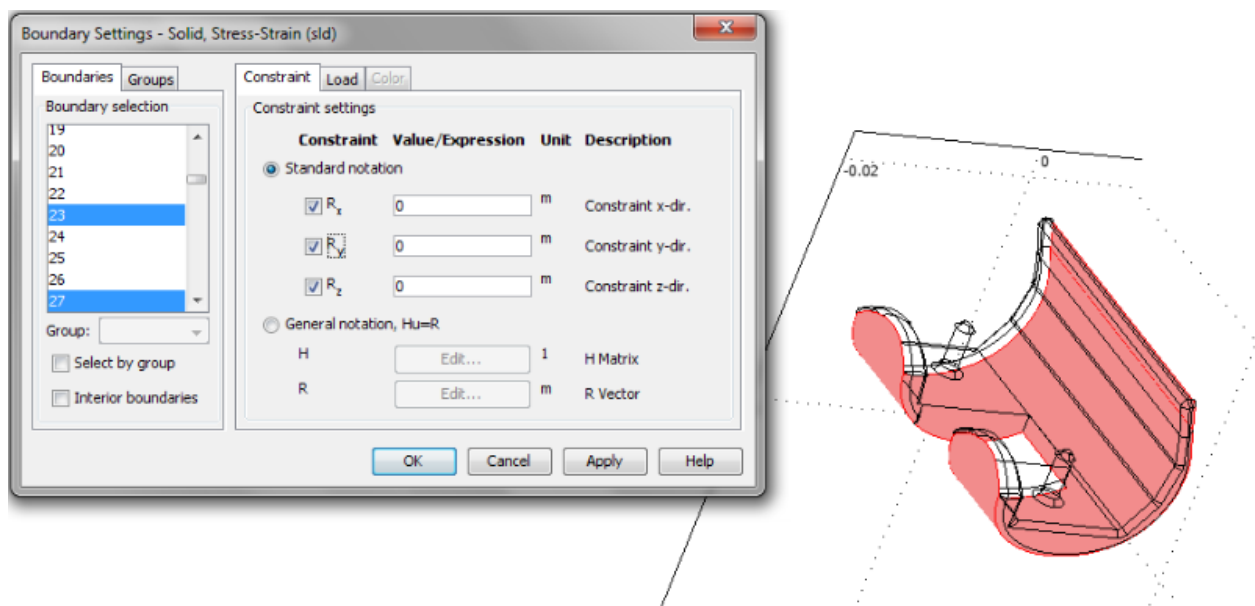 Boundary Settings - Solid, Stress-Strain (sld)
Boundaries Groups
Constraint Load Color
Boundary selection
19
20
21
22
23
24
25
26
27
Group:
Select by group
Interior boundaries
Constraint settings
Constraint Value/Expression Unit Description
Standard notation
Rx 0 m Constraint x-dir.
Ry 0 m Constraint y-dir.
Rz 0 m Constraint z-dir.
General notation, Hu=R
H Edit... 1 H Matrix
R Edit... m R Vector
OK Cancel Apply Help
-0.02 0